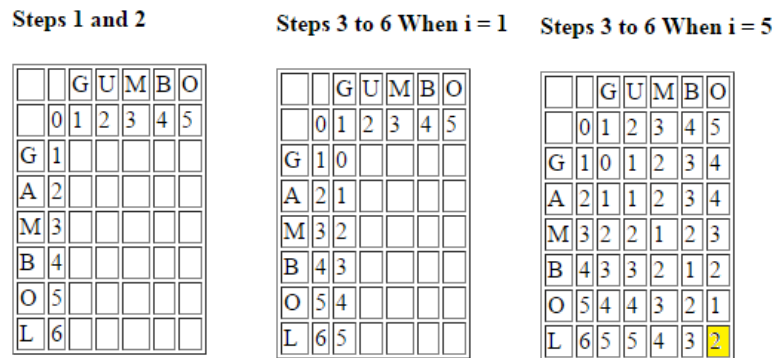 Steps 1 and 2
G U M B O
0 1 2 3 4 5
G 1
A 2
M 3
B 4
O 5
L 6
Steps 3 to 6 When i = 1
G U M B O
0 1 2 3 4 5
G 1 0
A 2 1
M 3 2
B 4 3
O 5 4
L 6 5
Steps 3 to 6 When i = 5
G U M B O
0 1 2 3 4 5
G 1 0 1 2 3 4
A 2 1 1 2 3 4
M 3 2 2 1 2 3
B 4 3 3 2 1 2
O 5 4 4 3 2 1
L 6 5 5 4 3 2